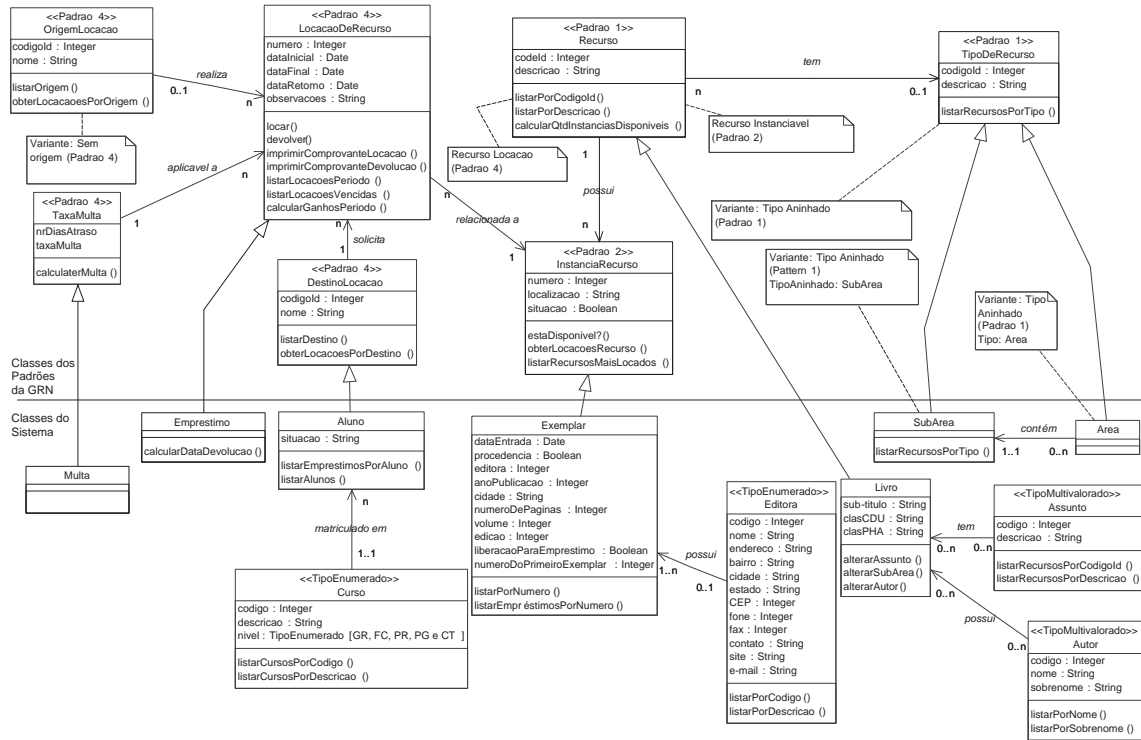 <<Padrao 4>>
OrigemLocacao
codigoId : Integer
nome : String
listarOrigem ()
obterLocacaoesPorOrigem ()
Variante: Sem
origem (Padrao 4)
realiza
0..1
n
<<Padrao 4>>
LocacaoDeRecurso
numero : Integer
dataInicial : Date
dataFinal : Date
dataRetorno : Date
observacoes : String
locar()
devolver()
imprimirComprovanteLocacao ()
imprimirComprovanteDevolucao ()
listarLocacoesPeriodo ()
listarLocacoesVencidas ()
calcularGanhosPeriodo ()
aplicavel a
n
1
<<Padrao 4>>
TaxaMulta
nrDiasAtraso
taxaMulta
calculaterMulta ()
n
solicita
1
<<Padrao 4>>
DestinoLocacao
codigoId : Integer
nome : String
listarDestino ()
obterLocacoesPorDestino ()
n
relacionada a
1
<<Padrao 1>>
Recurso
codeId : Integer
descricao : String
listarPorCodigoId()
listarPorDescricao()
calcularQtdInstanciasDisponiveis ()
Recurso Locacao
(Padrao 4)
Recurso Instanciavel
(Padrao 2)
tem
n
0..1
1
possui
n
<<Padrao 1>>
TipoDeRecurso
codigoId : Integer
descricao : String
listarRecursosPorTipo ()
Variante: Tipo Aninhado
(Padrao 1)
Variante: Tipo Aninhado
(Pattern 1)
TipoAninhado: SubArea
Variante: Tipo
Aninhado
(Padrao 1)
Tipo: Area
<<Padrao 2>>
InstanciaRecurso
numero : Integer
localizacao : String
situacao : Boolean
estaDisponivel?()
obterLocacoesRecurso ()
listarRecursosMaisLocados ()
Classes dos
Padrões
da GRN
Classes do
Sistema
Multa
Emprestimo
calcularDataDevolucao()
Aluno
situacao : String
listarEmprestimosPorAluno ()
listarAlunos ()
n
matriculado em
1..1
<<TipoEnumerado>>
Curso
codigo : Integer
descricao : String
nivel : TipoEnumerado [GR, FC, PR, PG e CT ]
listarCursosPorCodigo ()
listarCursosPorDescricao ()
Exemplar
dataEntrada : Date
procedencia : Boolean
editora : Integer
anoPublicacao : Integer
cidade : String
numeroDePaginas : Integer
volume : Integer
edicao : Integer
liberacaoParaEmprestimo : Boolean
numeroDoPrimeiroExemplar : Integer
listarPorNumero ()
listarEmpr éstimosPorNumero ()
possui
1..n
0..1
<<TipoEnumerado>>
Editora
codigo : Integer
nome : String
endereco : String
bairro : String
cidade : String
estado : String
CEP : Integer
fone : Integer
fax : Integer
contato : String
site : String
e-mail : String
listarPorCodigo ()
listarPorDescricao ()
SubArea
listarRecursosPorTipo ()
contém
1..1
0..n
Area
Livro
sub-titulo : String
clasCDU : String
clasPHA : String
alterarAssunto()
alterarSubArea()
alterarAutor()
tem
0..n
0..n
<<TipoMultivalorado>>
Assunto
codigo : Integer
descricao : String
listarRecursosPorCodigoId ()
listarRecursosPorDescricao ()
0..n
possui
0..n
<<TipoMultivalorado>>
Autor
codigo : Integer
nome : String
sobrenome : String
listarPorNome ()
listarPorSobrenome ()